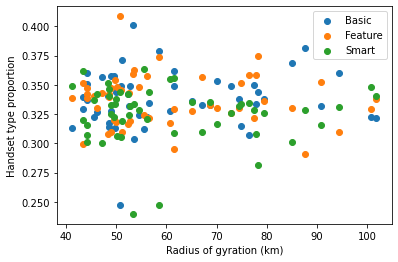 Basic
Feature
Smart
Handset type proportion
0.400
0.375
0.350
0.325
0.300
0.275
0.250
40 50 60 70 80 90 100
Radius of gyration (km)